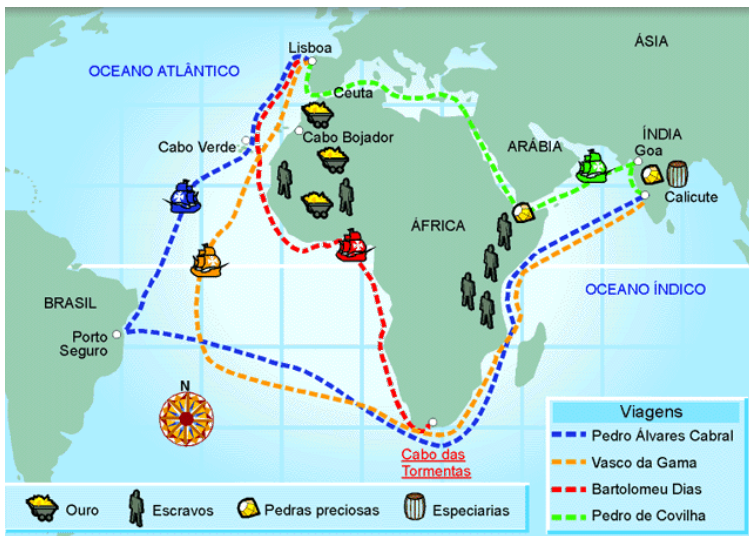 Lisboa
ÁSIA
OCEANO ATLÂNTICO
Ceuta
Cabo Bojador
Cabo Verde
ARÁBIA
ÍNDIA
Goa
Calicute
ÁFRICA
OCEANO ÍNDICO
BRASIL
Porto
Seguro
N
Cabo das
Tormentas
Viagens
Pedro Álvares Cabral
Vasco da Gama
Bartolomeu Dias
Pedro de Covilha
Ouro
Escravos
Pedras preciosas
Especiarias